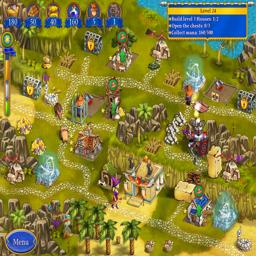 180 50 40 160 5 1
Level 24
Build level 3 Houses: 1/2
Open the chests: 0/3
Collect mana: 160/500
Menu